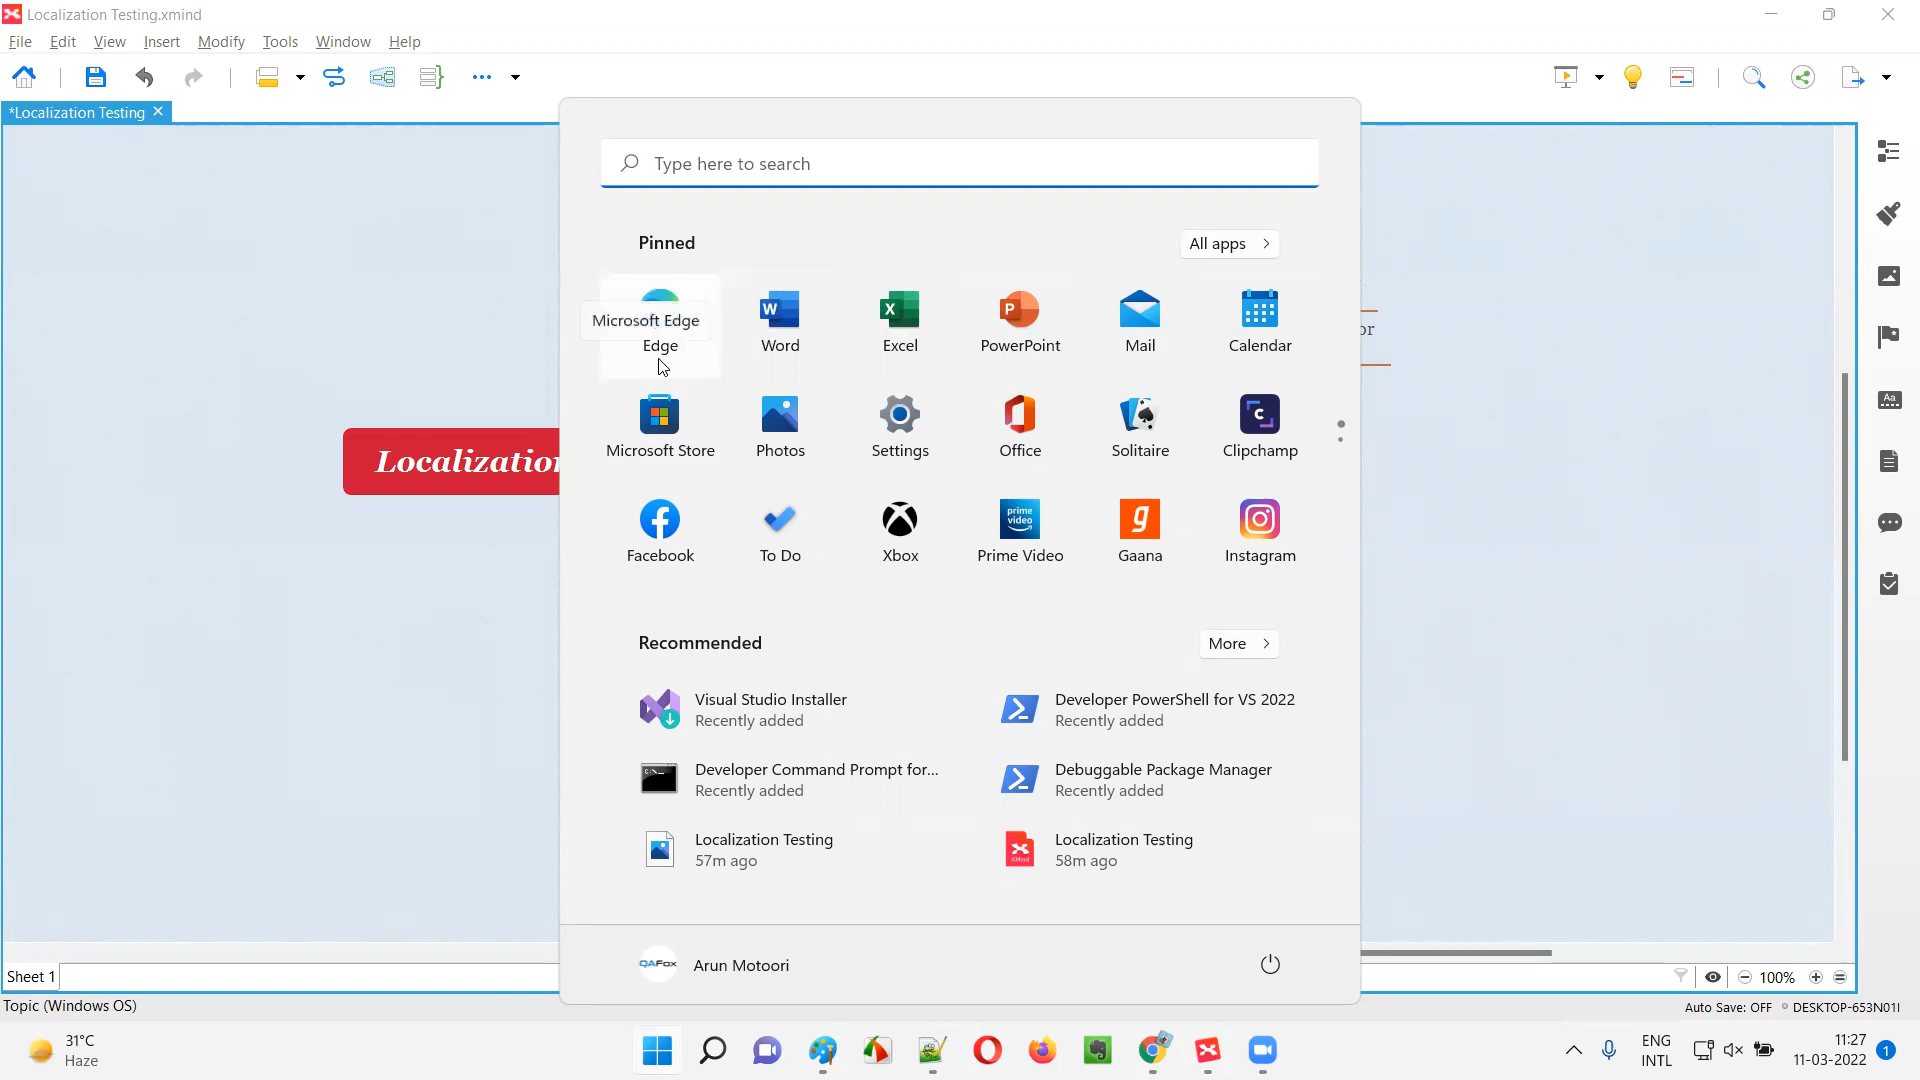 Localization Testing.xmind
File Edit View Insert Modify Tools Window Help
*Localization Testing
Type here to search
Pinned
All apps
Microsoft Edge
Edge
Word
Excel
PowerPoint
Mail
Calendar
or
Microsoft Store
Photos
Settings
Office
Solitaire
Clipchamp
Localization
Facebook
To Do
Xbox
Prime Video
Gaana
Instagram
Recommended
More
Visual Studio Installer
Recently added
Developer PowerShell for VS 2022
Recently added
Developer Command Prompt for...
Recently added
Debuggable Package Manager
Recently added
Localization Testing
57m ago
Localization Testing
58m ago
QAFox
Arun Motoori
Sheet 1
100%
Topic (Windows OS)
Auto Save: OFF
DESKTOP-653N01I
31°C
Haze
ENG
INTL
11:27
11-03-2022
1